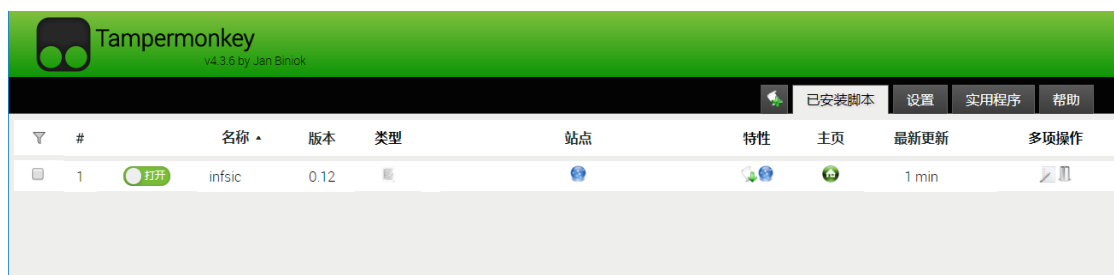 Tampermonkey
v4.3.6 by Jan Biniok
已安装脚本 设置 实用程序 帮助
# 名称 版本 类型 站点 特性 主页 最新更新 多项操作
1 打开 infsic 0.12 1 min